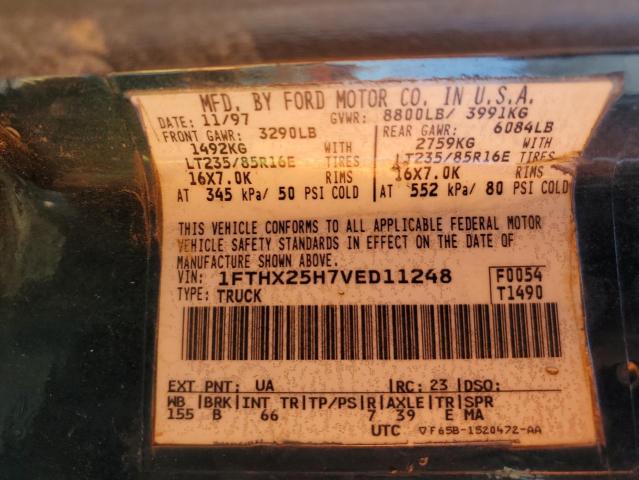 MFD. BY FORD MOTOR CO. IN U.S.A.
DATE: 11/97 GVWR: 8800LB/ 3991KG
FRONT GAWR: 3290LB REAR GAWR: 6084LB
1492KG WITH 2759KG WITH
LT235/85R16E TIRES LT235/85R16E TIRES
16X7.0K RIMS 16X7.0K RIMS
AT 345 kPa/ 50 PSI COLD AT 552 kPa/ 80 PSI COLD
THIS VEHICLE CONFORMS TO ALL APPLICABLE FEDERAL MOTOR
VEHICLE SAFETY STANDARDS IN EFFECT ON THE DATE OF
MANUFACTURE SHOWN ABOVE.
VIN: 1FTHX25H7VED11248 F0054
TYPE: TRUCK T1490
EXT PNT: UA RC: 23 DSO:
WB BRK INT TR TP/PS R AXLE TR SPR
155 B 66 7 39 E MA
UTC ▽F65B-1520472-AA